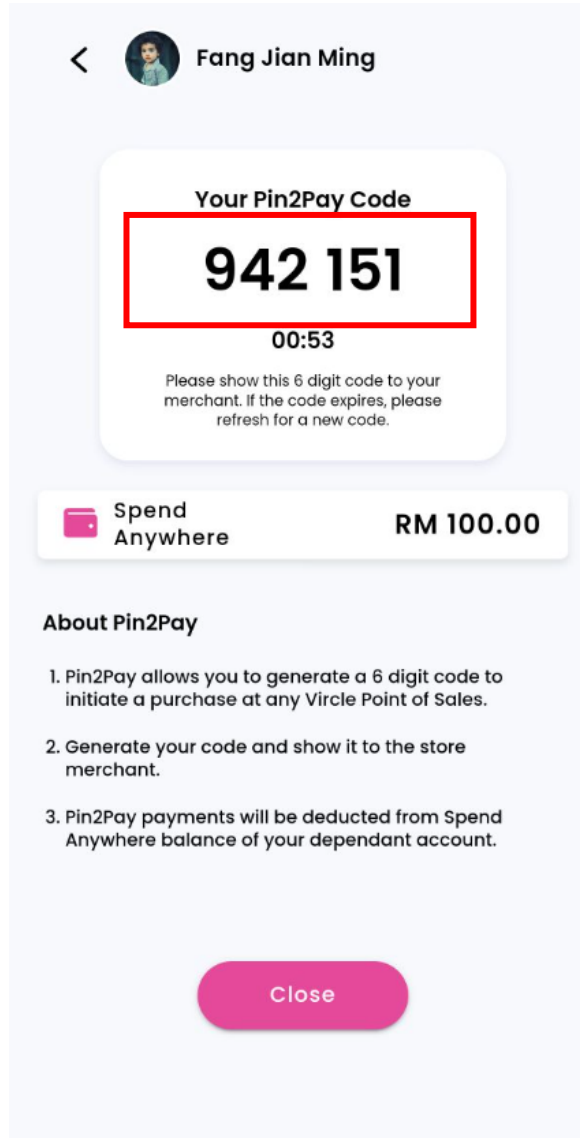 Fang Jian Ming
Your Pin2Pay Code
942 151
00:53
Please show this 6 digit code to your
merchant. If the code expires, please
refresh for a new code.
Spend
Anywhere
RM 100.00
About Pin2Pay
1. Pin2Pay allows you to generate a 6 digit code to
initiate a purchase at any Vircle Point of Sales.
2. Generate your code and show it to the store
merchant.
3. Pin2Pay payments will be deducted from Spend
Anywhere balance of your dependant account.
Close